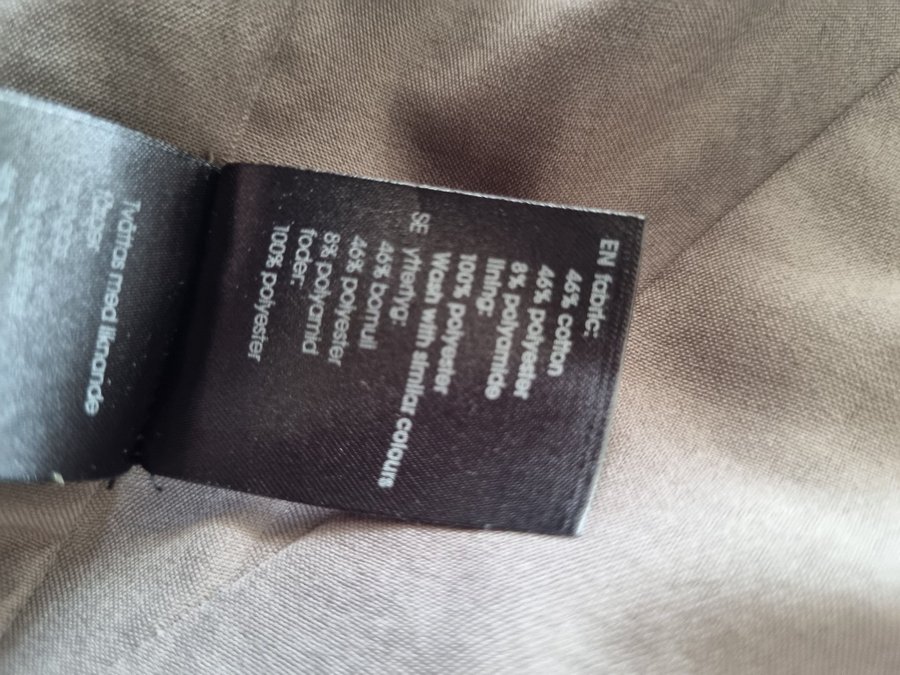 EN fabric:
46% cotton
46% polyester
8% polyamide
lining:
100% polyester
Wash with similar colours
SE yttertyg:
46% bomull
46% polyester
8% polyamid
foder:
100% polyester
Tvättas med liknande
färger